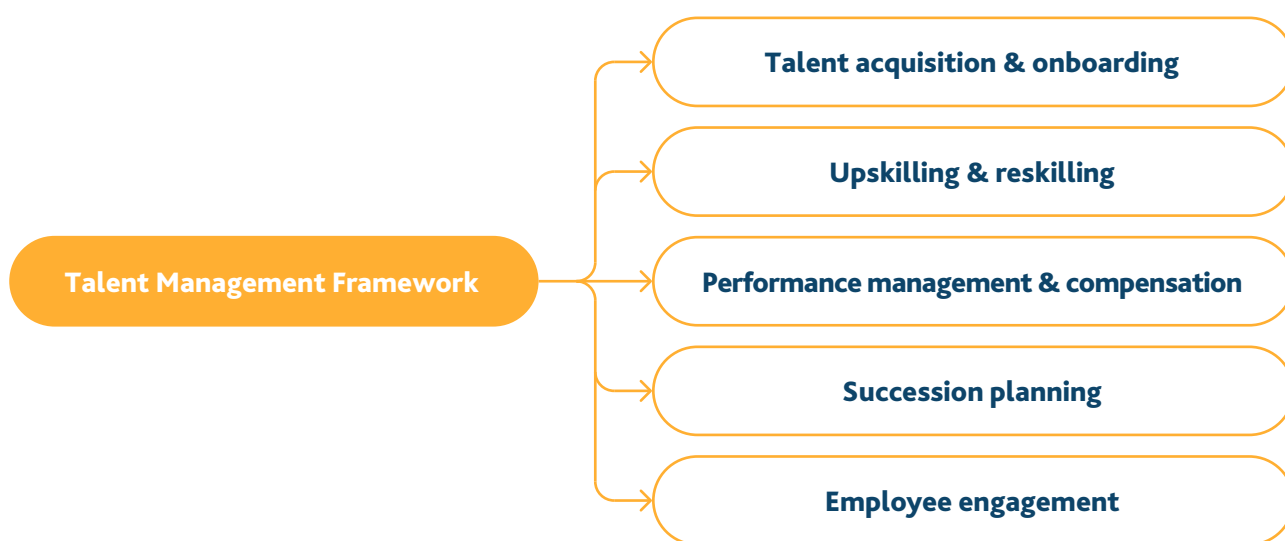 Talent acquisition & onboarding
Upskilling & reskilling
Talent Management Framework
Performance management & compensation
Succession planning
Employee engagement